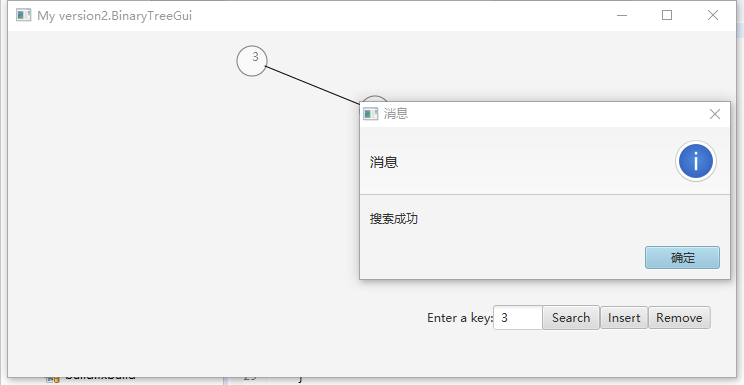 My version2.BinaryTreeGui
3
消息
消息
搜索成功
确定
Enter a key: 3 Search Insert Remove